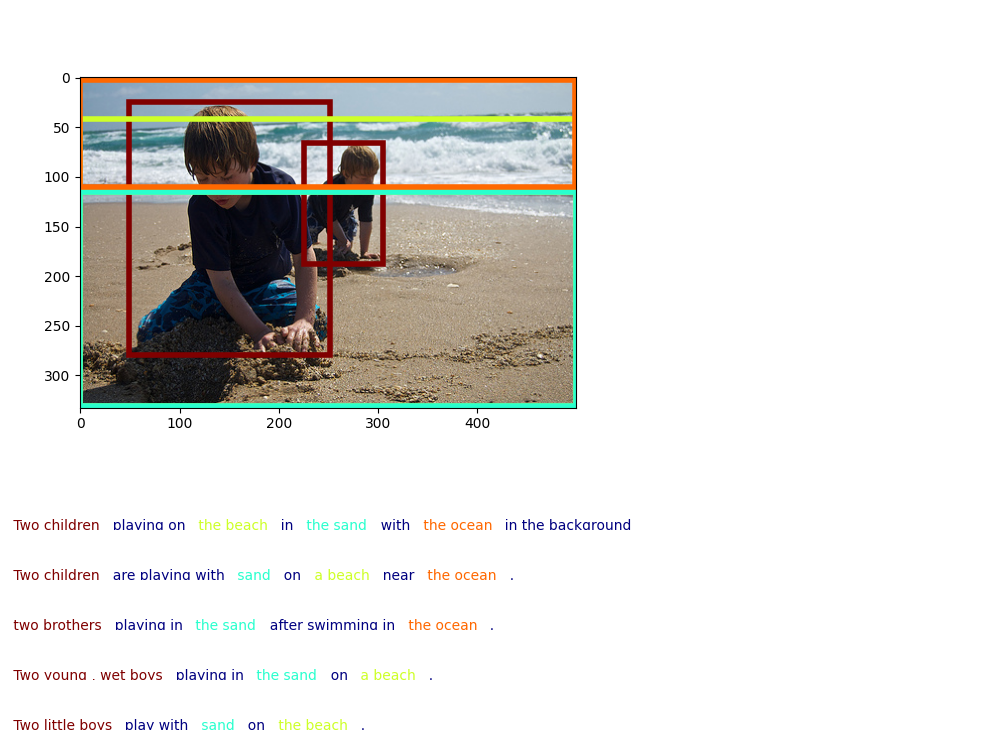 0
50
100
150
200
250
300
0 100 200 300 400
Two children playing on the beach in the sand with the ocean in the background
Two children are playing with sand on a beach near the ocean .
two brothers playing in the sand after swimming in the ocean .
Two young , wet boys playing in the sand on a beach .
Two little boys play with sand on the beach .